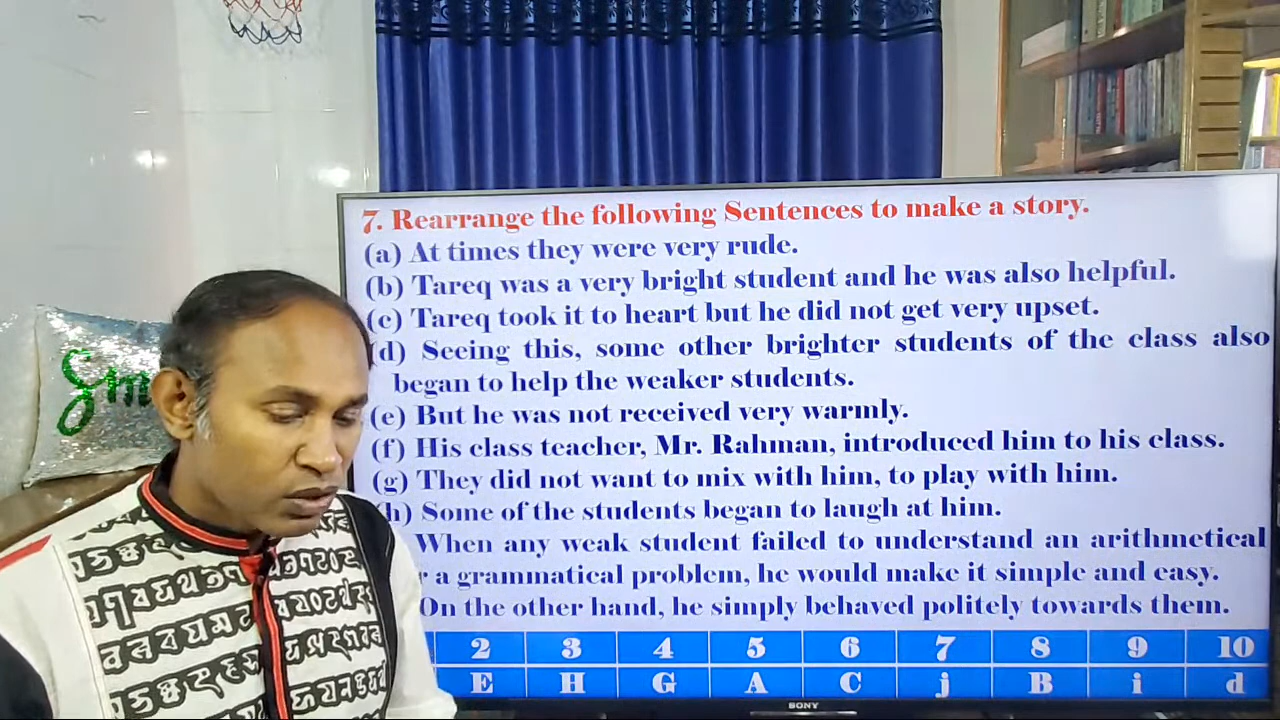 7. Rearrange the following Sentences to make a story.
(a) At times they were very rude.
(b) Tareq was a very bright student and he was also helpful.
(c) Tareq took it to heart but he did not get very upset.
(d) Seeing this, some other brighter students of the class also
began to help the weaker students.
(e) But he was not received very warmly.
(f) His class teacher, Mr. Rahman, introduced him to his class.
(g) They did not want to mix with him, to play with him.
(h) Some of the students began to laugh at him.
When any weak student failed to understand an arithmetical
a grammatical problem, he would make it simple and easy.
On the other hand, he simply behaved politely towards them.
2 3 4 5 6 7 8 9 10
E H G A C j B i d
SONY